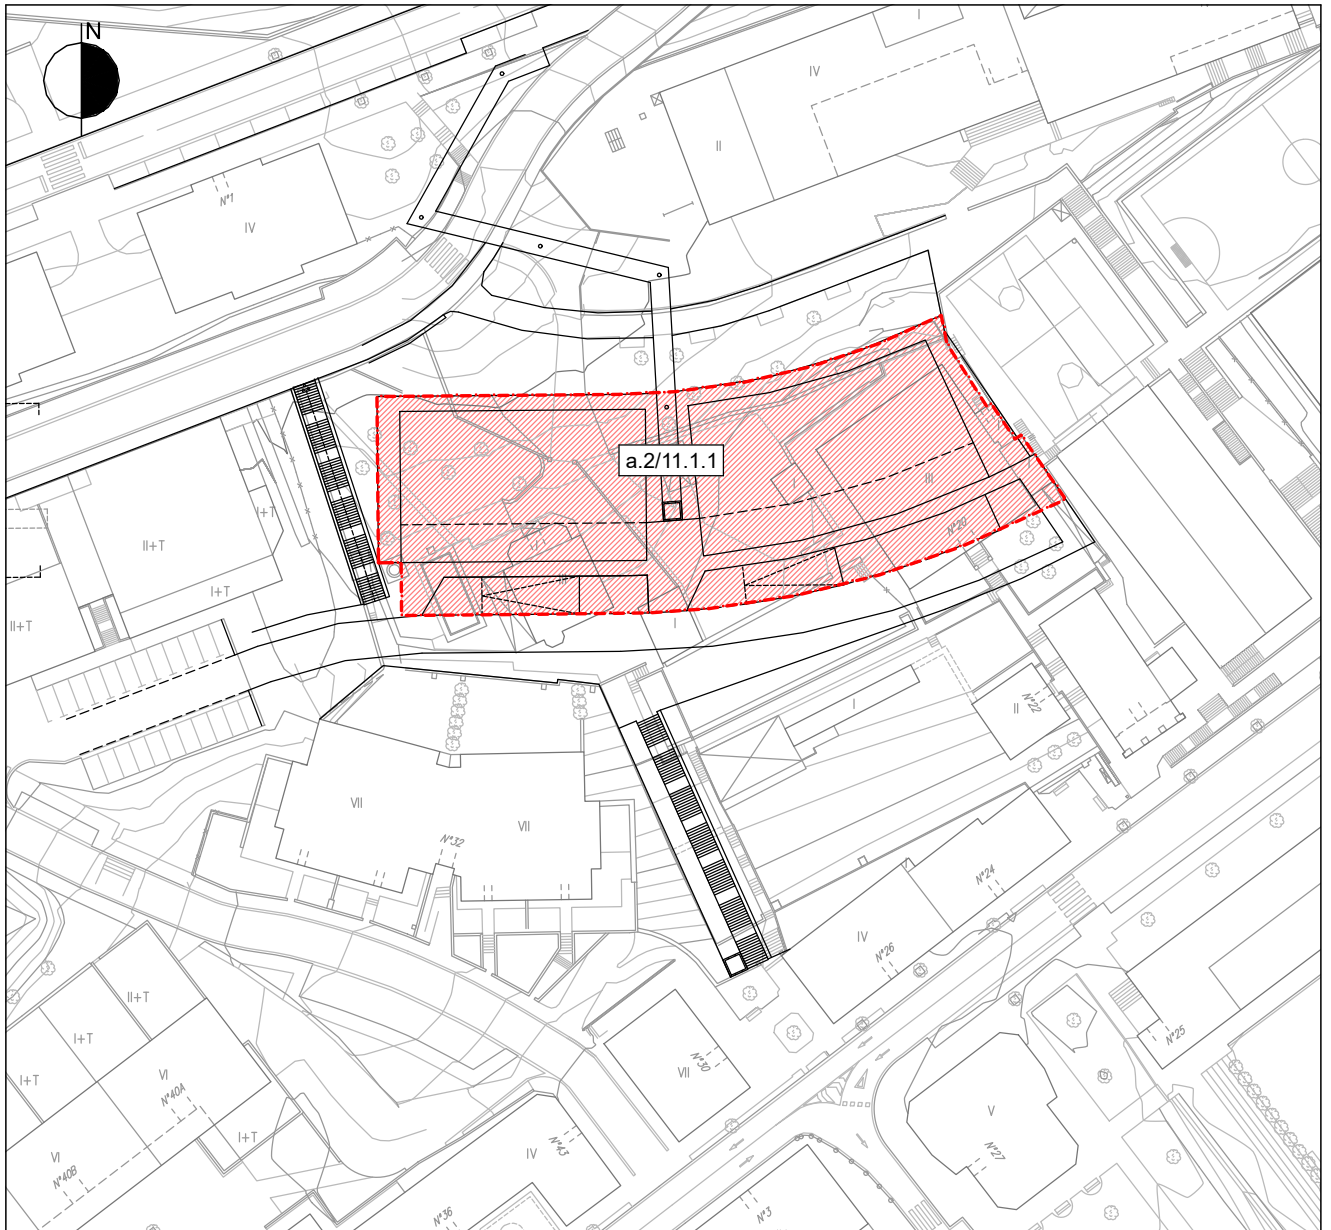 N
I
IV
II
Nº1
IV
a.2/11.1.1
I
III
Nº20
I+T
II+T
I+T
II+T
I
I
II
Nº22
VII
VII
Nº32
Nº24
IV
Nº26
II+T
I+T
I+T
VI
Nº40A
I+T
VI
Nº40B
VII
Nº30
Nº25
V
Nº27
IV
Nº43
Nº36
Nº3